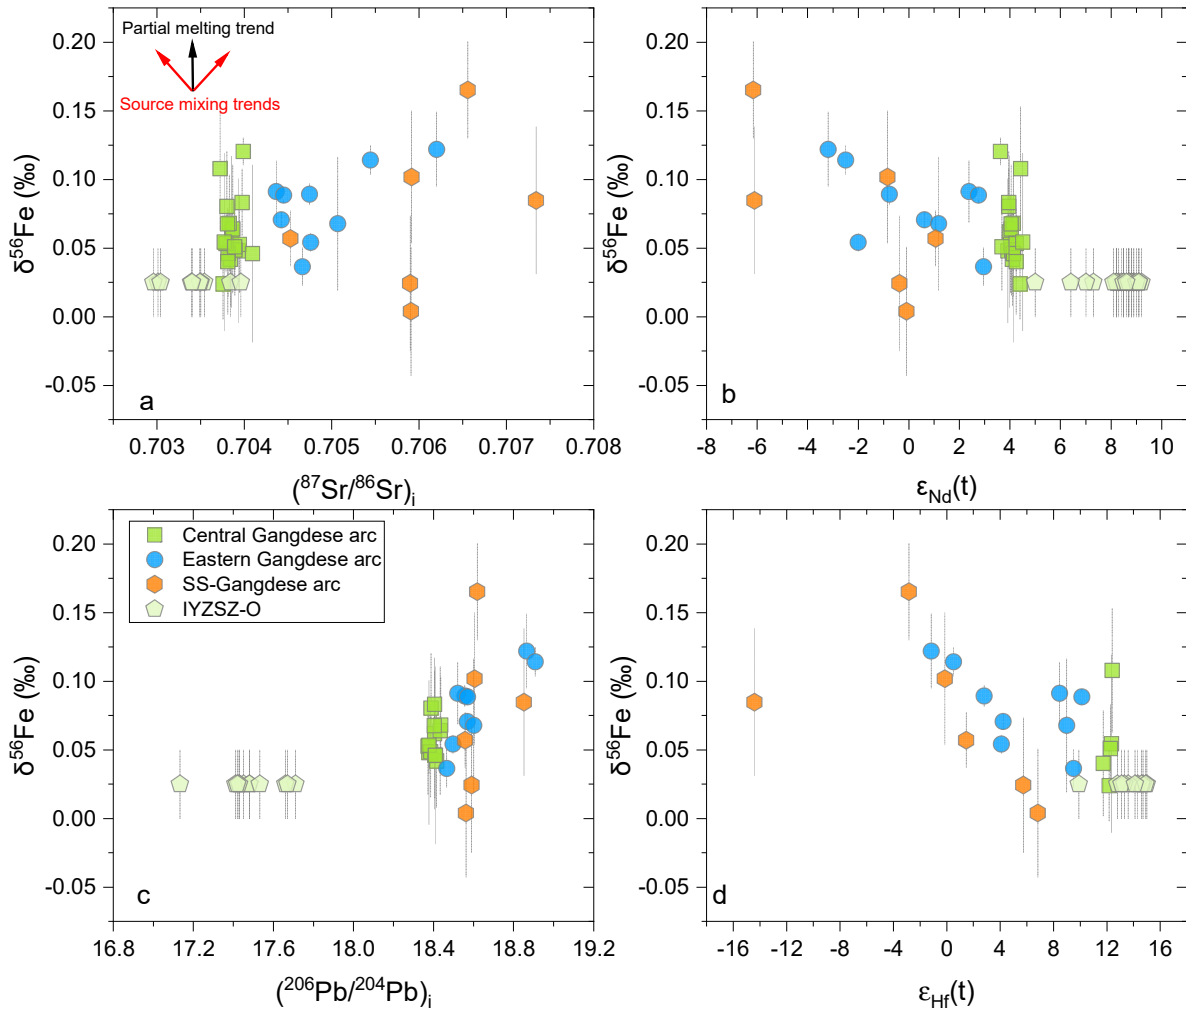 Partial melting trend
Source mixing trends
0.20
0.15
0.10
0.05
0.00
-0.05
δ⁵⁶Fe (‰)
a
0.703 0.704 0.705 0.706 0.707 0.708
(⁸⁷Sr/⁸⁶Sr)ᵢ
0.20
0.15
0.10
0.05
0.00
-0.05
δ⁵⁶Fe (‰)
b
-8 -6 -4 -2 0 2 4 6 8 10
ε_Nd(t)
Central Gangdese arc
Eastern Gangdese arc
SS-Gangdese arc
IYZSZ-O
0.20
0.15
0.10
0.05
0.00
-0.05
δ⁵⁶Fe (‰)
c
16.8 17.2 17.6 18.0 18.4 18.8 19.2
(²⁰⁶Pb/²⁰⁴Pb)ᵢ
0.20
0.15
0.10
0.05
0.00
-0.05
δ⁵⁶Fe (‰)
d
-16 -12 -8 -4 0 4 8 12 16
ε_Hf(t)